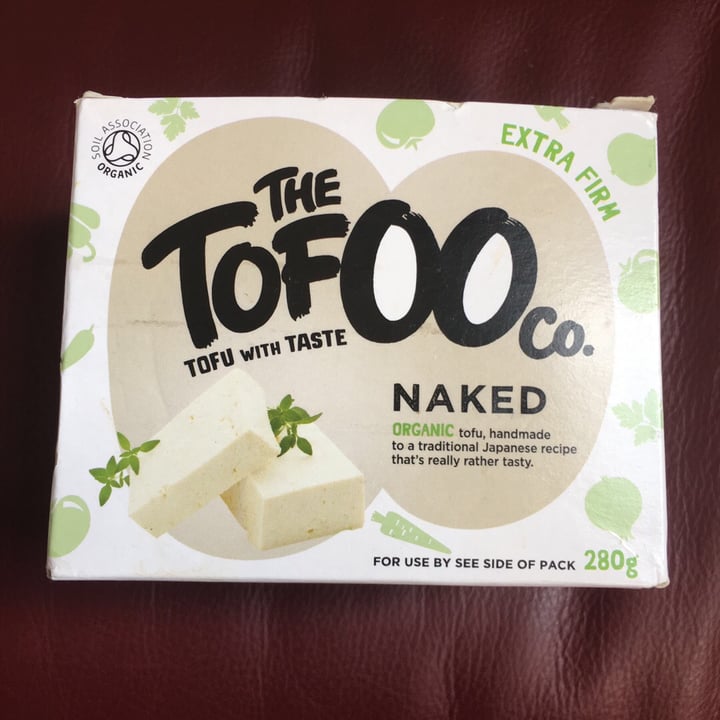 SOIL ASSOCIATION
ORGANIC
EXTRA FIRM
THE
TOFOO Co.
TOFU WITH TASTE
NAKED
ORGANIC tofu, handmade
to a traditional Japanese recipe
that's really rather tasty.
FOR USE BY SEE SIDE OF PACK 280g